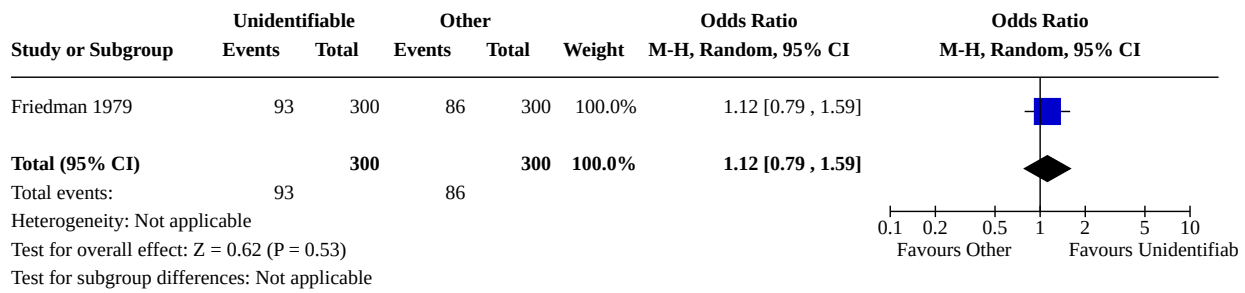 Unidentifiable Other Odds Ratio Odds Ratio
Study or Subgroup Events Total Events Total Weight M-H, Random, 95% CI M-H, Random, 95% CI
Friedman 1979 93 300 86 300 100.0% 1.12 [0.79 , 1.59]
Total (95% CI) 300 300 100.0% 1.12 [0.79 , 1.59]
Total events: 93 86
Heterogeneity: Not applicable
0.1 0.2 0.5 1 2 5 10
Test for overall effect: Z = 0.62 (P = 0.53) Favours Other Favours Unidentifiab
Test for subgroup differences: Not applicable